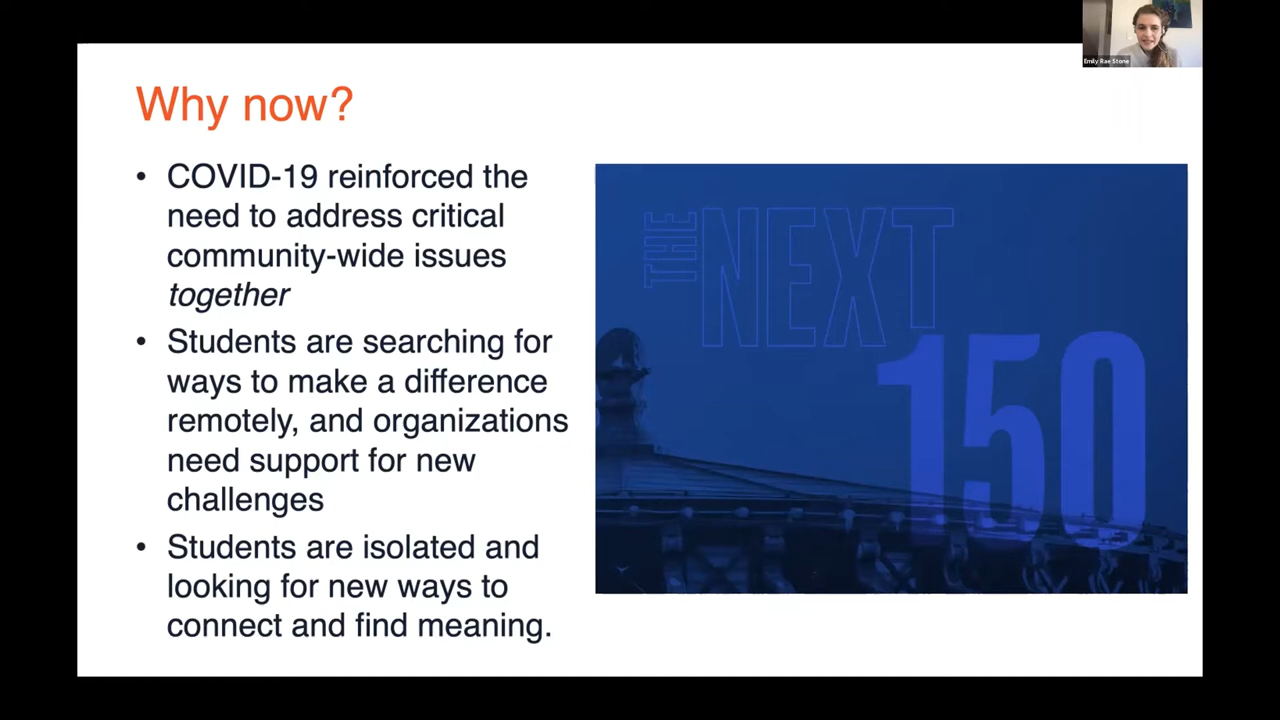 Emily Rae Stone
Why now?
• COVID-19 reinforced the
need to address critical
community-wide issues
together
• Students are searching for
ways to make a difference
remotely, and organizations
need support for new
challenges
• Students are isolated and
looking for new ways to
connect and find meaning.
THE NEXT
150